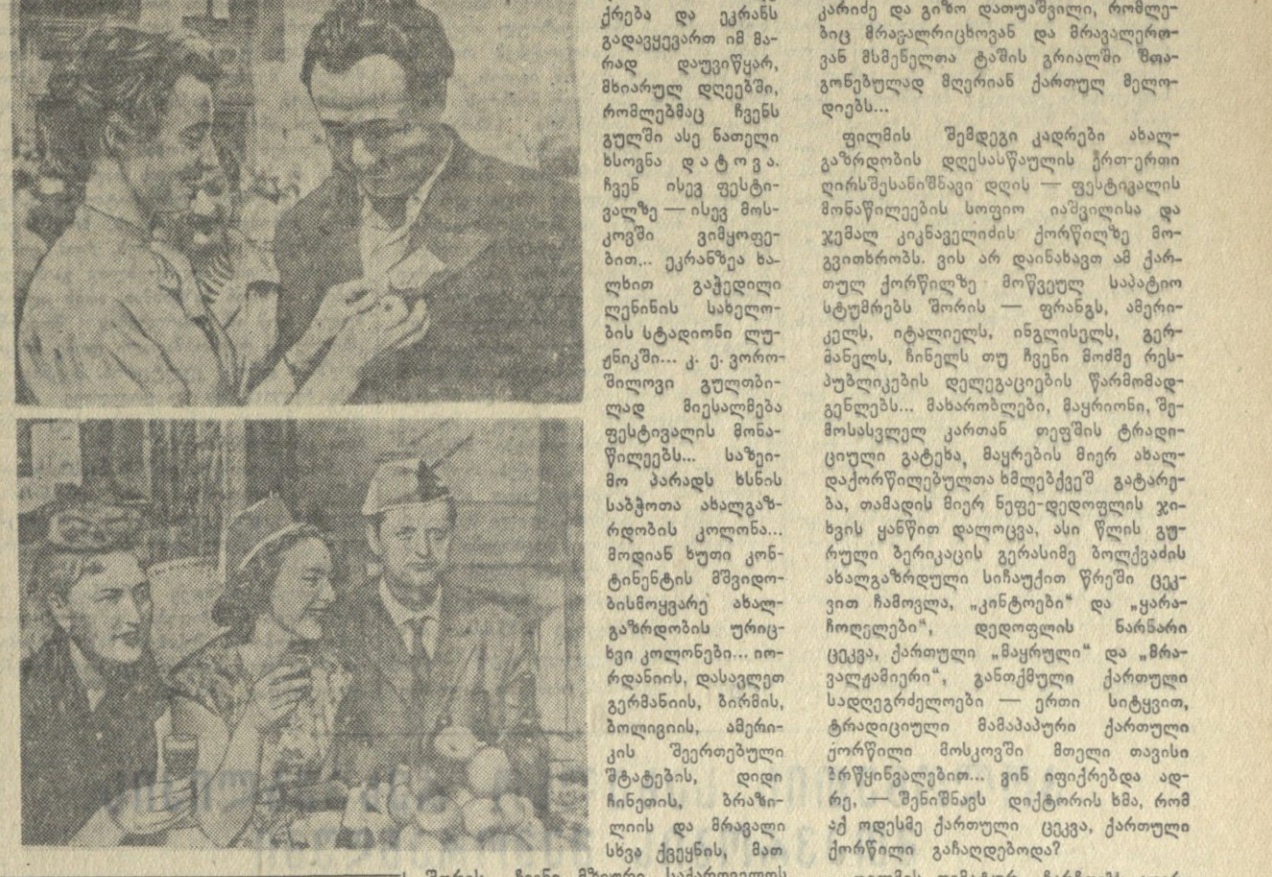 ქრება და ეკრანს
გადავყევართ იმ მა-
რად დაუვიწყარ,
მხიარულ დღეებში,
რომლებმაც ჩვენს
გულში ასე ნათელი
ხსოვნა დატოვა.
ჩვენ ისევ ფესტი-
ვალზე — ისევ მოს-
კოვში ვიმყოფე-
ბით... ეკრანზეა ხა-
ლხით გაჭედილი
ლენინის სახელო-
ბის სტადიონი ლუ-
ჟნიკში... კ. ე. ვორო-
შილოვი გულთბი-
ლად მიესალმება
ფესტივალის მონა-
წილეებს... საზეი-
მო პარადს ხსნის
საბჭოთა ახალგაზ-
რდობის კოლონა...
მოდიან ხუთი კონ-
ტინენტის მშვიდო-
ბისმოყვარე ახალ-
გაზრდობის ურიც-
ხვი კოლონები... იო-
რდანიის, დასავლეთ
გერმანიის, ბირმის,
ბოლივიის, ამერი-
კის შეერთებული
შტატების, დიდი
ჩინეთის, ბრაზი-
ლიის და მრავალი
სხვა ქვეყნის, მათ
შორის ჩვენი მზიური საქართველოს
კარიძე და გიზო დათუაშვილი, რომლე-
ბიც მრავალრიცხოვან და მრავალეროვ-
ვან მსმენელთა ტაშის გრიალში შთა-
გონებულად მღერიან ქართულ მელო-
დიებს...
ფილმის შემდეგი კადრები ახალ-
გაზრდობის დღესასწაულის ერთ-ერთი
ღირსშესანიშნავი დღის — ფესტივალის
მონაწილეების სოფიო იაშვილისა და
ჯემალ კიკნაველიძის ქორწილზე მო-
გვითხრობს. ვის არ დაინახავთ ამ ქარ-
თულ ქორწილზე მოწვეულ საპატიო
სტუმრებს შორის — ფრანგს, ამერი-
კელს, იტალიელს, ინგლისელს, გერ-
მანელს, ჩინელს თუ ჩვენი მოძმე რეს-
პუბლიკების დელეგაციების წარმომად-
გენლებს... მახარობლები, მაყრიონი, შე-
მოსასვლელ კართან თეფშის ტრადი-
ციული გატეხა, მაყრების მიერ ახალ-
დაქორწილებულთა ხმლებქვეშ გატარე-
ბა, თამადის მიერ ნეფე-დედოფლის ჯი-
ხვის ყანწით დალოცვა, ასი წლის გუ-
რული ბერიკაცის გერასიმე ბოლქვაძის
ახალგაზრდული სიჩაუქით წრეში ცეკ-
ვით ჩამოვლა, „კინტოები“ და „ყარა-
ჩოღელები“, დედოფლის ნარნარი
ცეკვა, ქართული „მაყრული“ და „მრა-
ვალჟამიერი“, განთქმული ქართული
სადღეგრძელოები — ერთი სიტყვით,
ტრადიციული მამაპაპური ქართული
ქორწილი მოსკოვში მთელი თავისი
ბრწყინვალებით... ვინ იფიქრებდა ად-
რე, — შენიშნავს დიქტორის ხმა, რომ
აქ ოდესმე ქართული ცეკვა, ქართული
ქორწილი გაჩაღდებოდა?